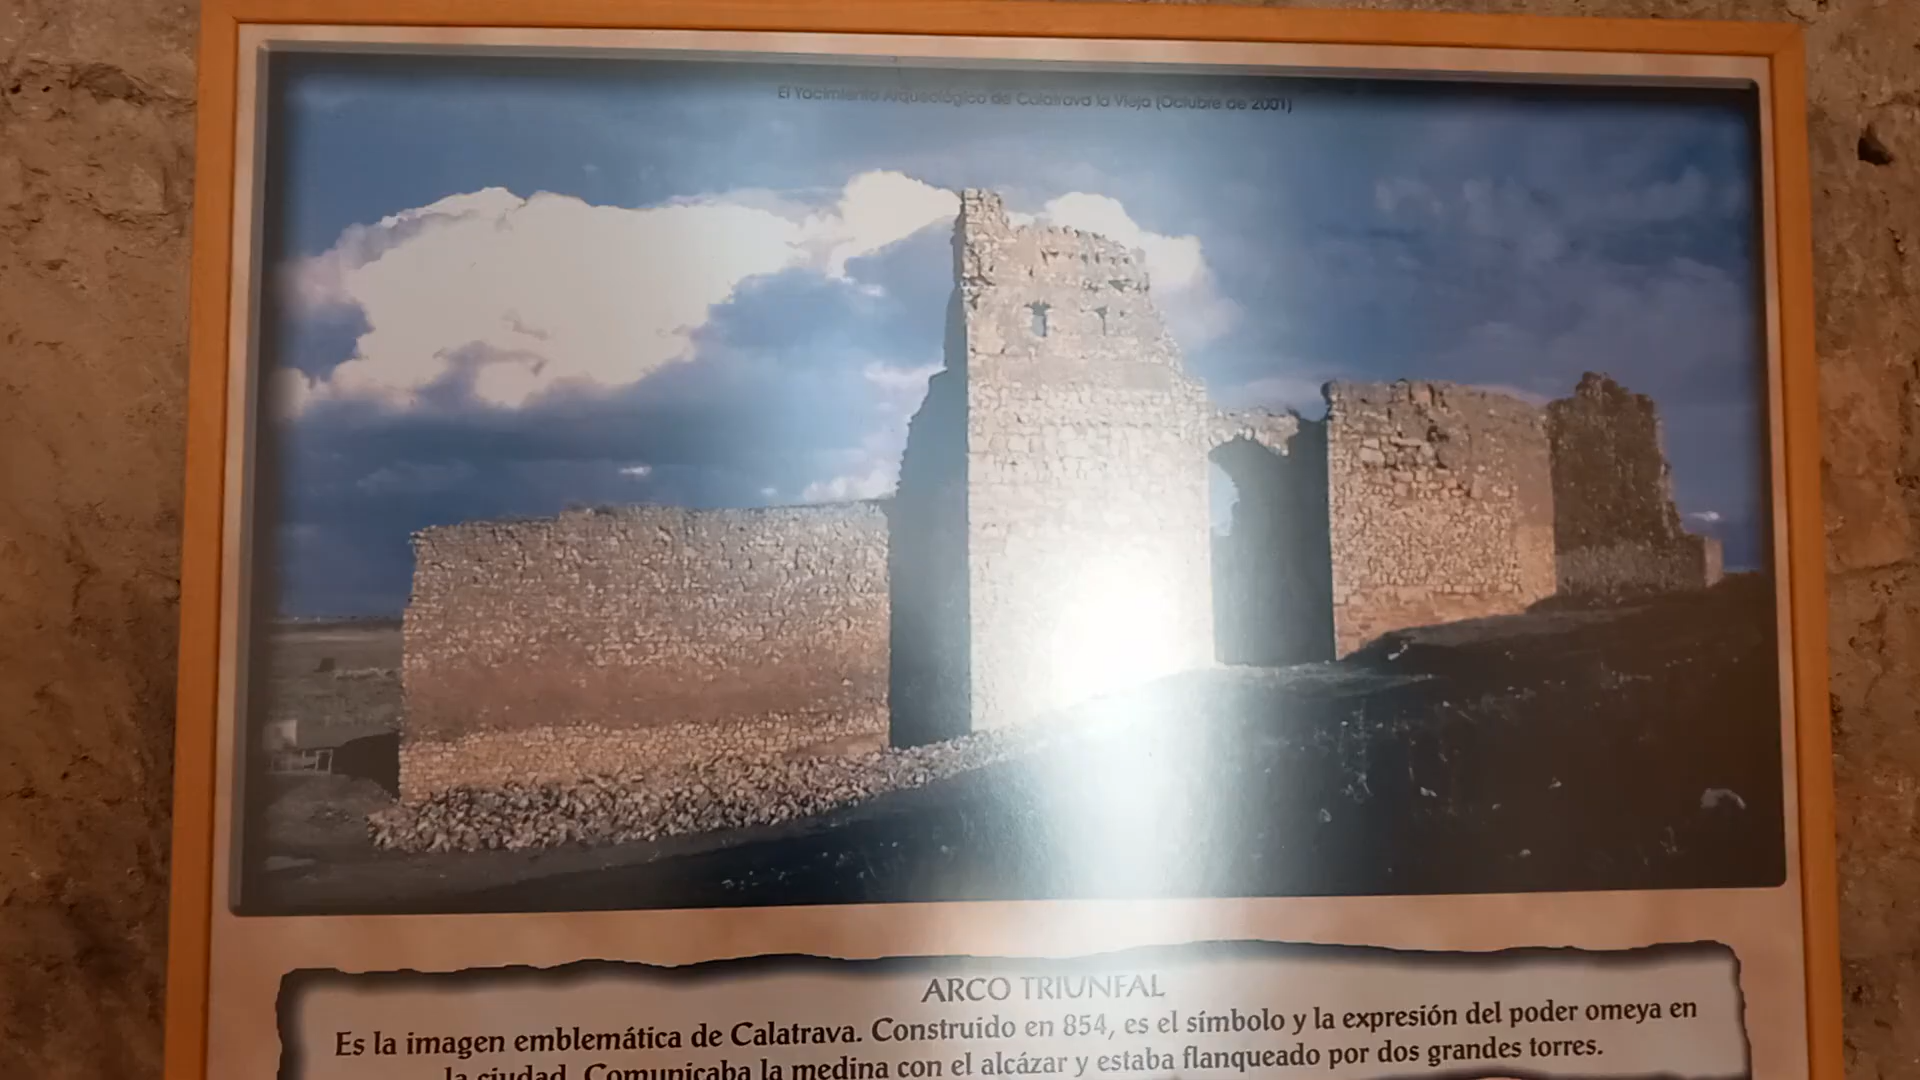 El Yacimiento Arqueológico de Calatrava la Vieja (Octubre de 2001)
ARCO TRIUNFAL
Es la imagen emblemática de Calatrava. Construido en 854, es el símbolo y la expresión del poder omeya en
la ciudad. Comunicaba la medina con el alcázar y estaba flanqueado por dos grandes torres.